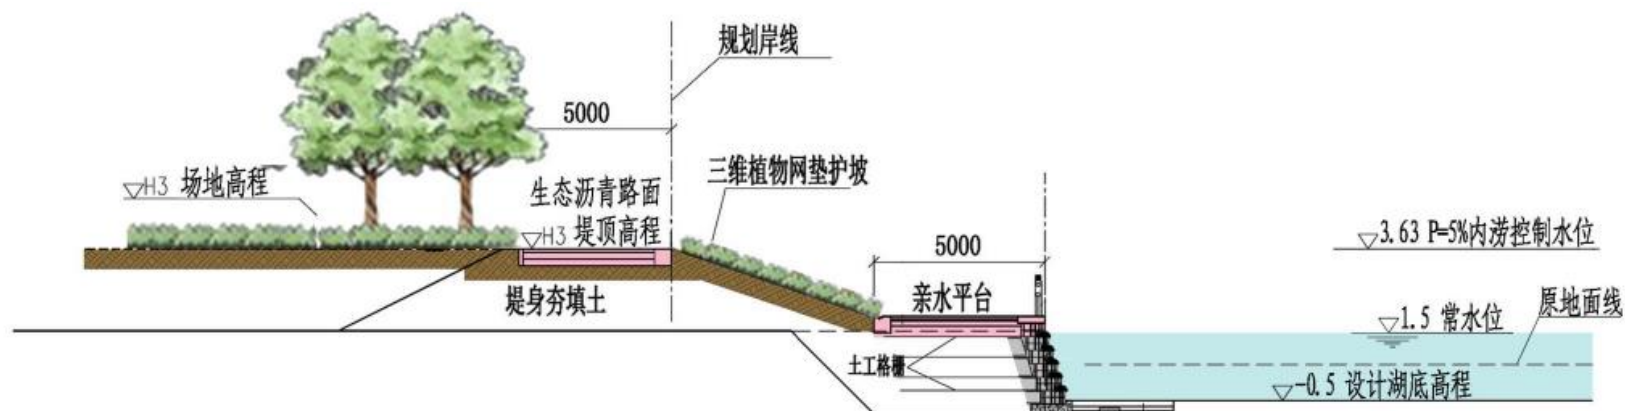 规划岸线
5000
三维植物网垫护坡
H3 场地高程
生态沥青路面
H3 堤顶高程
5000
3.63 P=5%内涝控制水位
堤身夯填土
亲水平台
原地面线
1.5 常水位
土工格栅
-0.5 设计湖底高程